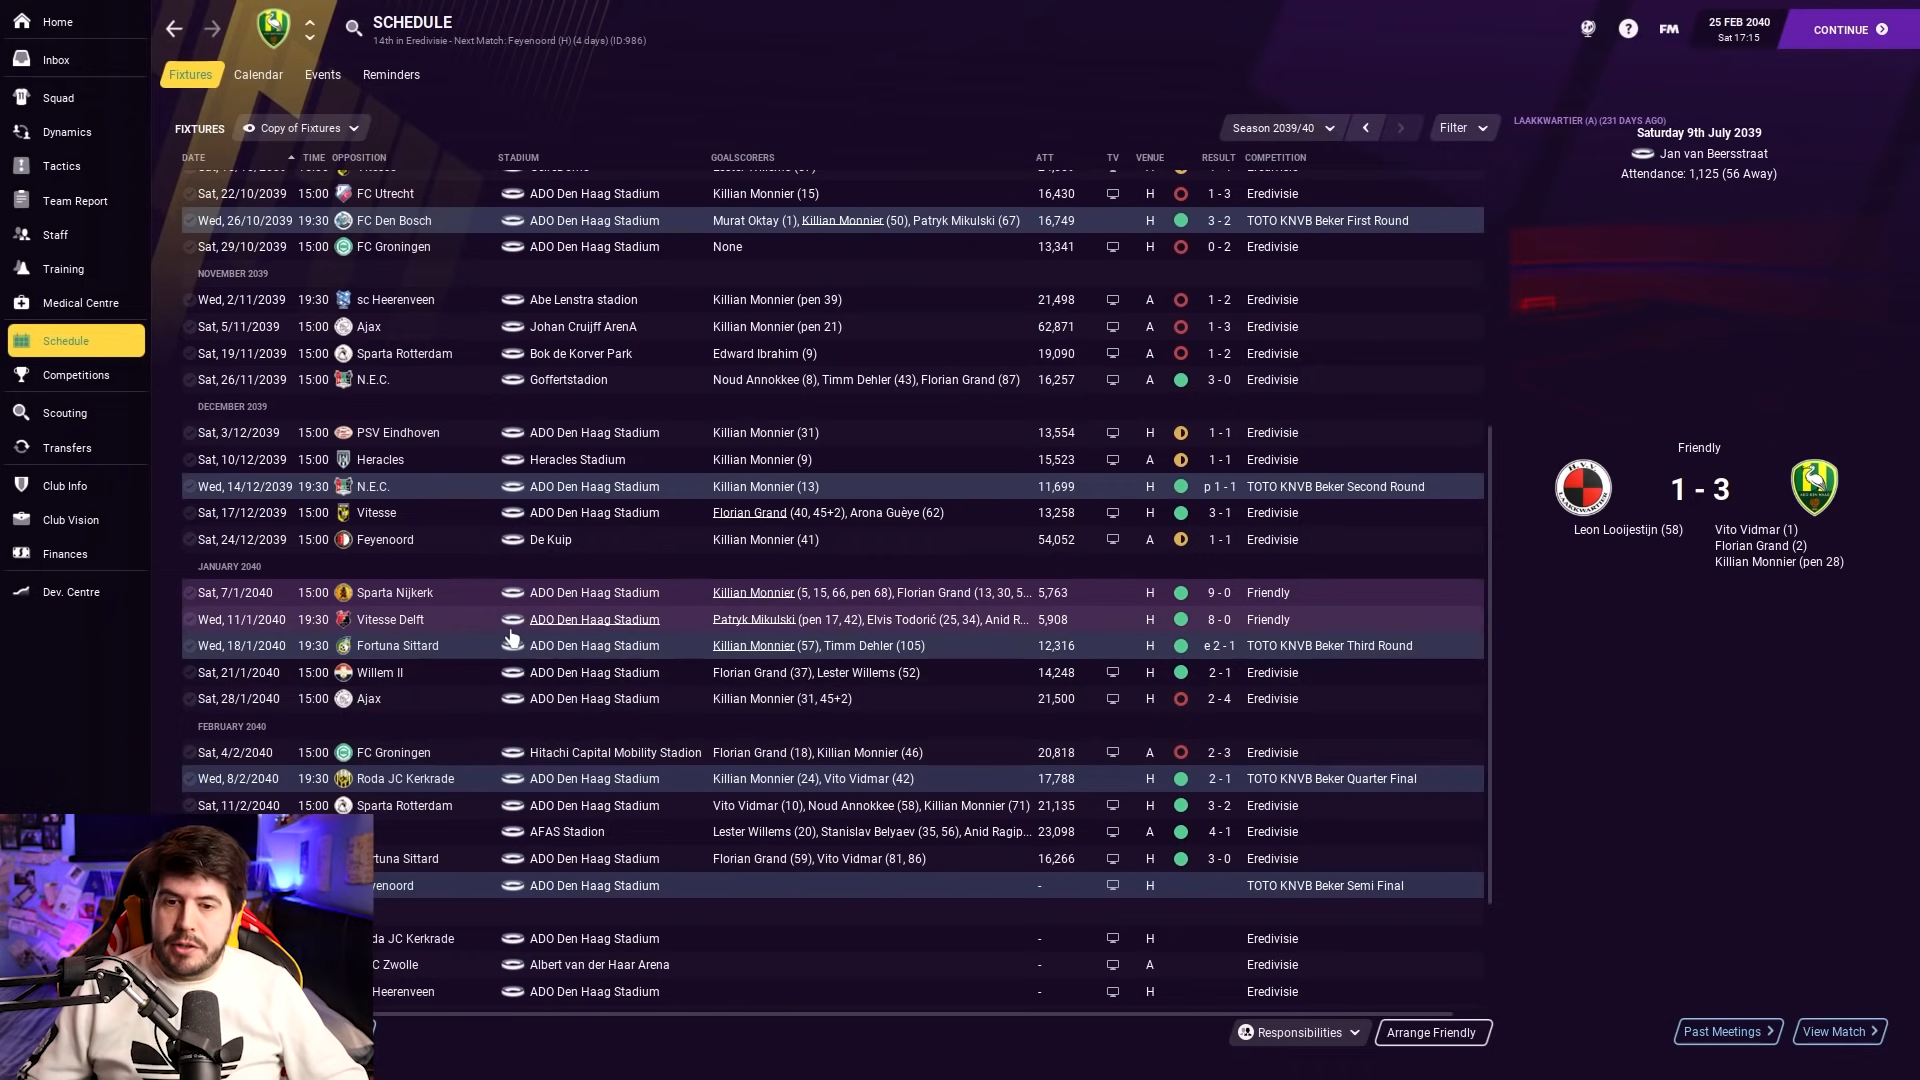 Home
Inbox
Squad
Dynamics
Tactics
Team Report
Staff
Training
Medical Centre
Schedule
Competitions
Scouting
Transfers
Club Info
Club Vision
Finances
Dev. Centre
SCHEDULE
14th in Eredivisie - Next Match: Feyenoord (H) (4 days) (ID:986)
FM
25 FEB 2040
Sat 17:15
CONTINUE
Fixtures Calendar Events Reminders
FIXTURES Copy of Fixtures
Season 2039/40
Filter
DATE TIME OPPOSITION STADIUM GOALSCORERS ATT TV VENUE RESULT COMPETITION
Sat, 22/10/2039 15:00 FC Utrecht ADO Den Haag Stadium Killian Monnier (15) 16,430 H 1 - 3 Eredivisie
Wed, 26/10/2039 19:30 FC Den Bosch ADO Den Haag Stadium Murat Oktay (1), Killian Monnier (50), Patryk Mikulski (67) 16,749 H 3 - 2 TOTO KNVB Beker First Round
Sat, 29/10/2039 15:00 FC Groningen ADO Den Haag Stadium None 13,341 H 0 - 2 Eredivisie
NOVEMBER 2039
Wed, 2/11/2039 19:30 sc Heerenveen Abe Lenstra stadion Killian Monnier (pen 39) 21,498 A 1 - 2 Eredivisie
Sat, 5/11/2039 15:00 Ajax Johan Cruijff ArenA Killian Monnier (pen 21) 62,871 A 1 - 3 Eredivisie
Sat, 19/11/2039 15:00 Sparta Rotterdam Bok de Korver Park Edward Ibrahim (9) 19,090 A 1 - 2 Eredivisie
Sat, 26/11/2039 15:00 N.E.C. Goffertstadion Noud Annokkee (8), Timm Dehler (43), Florian Grand (87) 16,257 A 3 - 0 Eredivisie
DECEMBER 2039
Sat, 3/12/2039 15:00 PSV Eindhoven ADO Den Haag Stadium Killian Monnier (31) 13,554 H 1 - 1 Eredivisie
Sat, 10/12/2039 15:00 Heracles Heracles Stadium Killian Monnier (9) 15,523 A 1 - 1 Eredivisie
Wed, 14/12/2039 19:30 N.E.C. ADO Den Haag Stadium Killian Monnier (13) 11,699 H p 1 - 1 TOTO KNVB Beker Second Round
Sat, 17/12/2039 15:00 Vitesse ADO Den Haag Stadium Florian Grand (40, 45+2), Arona Guèye (62) 13,258 H 3 - 1 Eredivisie
Sat, 24/12/2039 15:00 Feyenoord De Kuip Killian Monnier (41) 54,052 A 1 - 1 Eredivisie
JANUARY 2040
Sat, 7/1/2040 15:00 Sparta Nijkerk ADO Den Haag Stadium Killian Monnier (5, 15, 66, pen 68), Florian Grand (13, 30, 5... 5,763 H 9 - 0 Friendly
Wed, 11/1/2040 19:30 Vitesse Delft ADO Den Haag Stadium Patryk Mikulski (pen 17, 42), Elvis Todorić (25, 34), Anid R... 5,908 H 8 - 0 Friendly
Wed, 18/1/2040 19:30 Fortuna Sittard ADO Den Haag Stadium Killian Monnier (57), Timm Dehler (105) 12,316 H e 2 - 1 TOTO KNVB Beker Third Round
Sat, 21/1/2040 15:00 Willem II ADO Den Haag Stadium Florian Grand (37), Lester Willems (52) 14,248 H 2 - 1 Eredivisie
Sat, 28/1/2040 15:00 Ajax ADO Den Haag Stadium Killian Monnier (31, 45+2) 21,500 H 2 - 4 Eredivisie
FEBRUARY 2040
Sat, 4/2/2040 15:00 FC Groningen Hitachi Capital Mobility Stadion Florian Grand (18), Killian Monnier (46) 20,818 A 2 - 3 Eredivisie
Wed, 8/2/2040 19:30 Roda JC Kerkrade ADO Den Haag Stadium Killian Monnier (24), Vito Vidmar (42) 17,788 H 2 - 1 TOTO KNVB Beker Quarter Final
Sat, 11/2/2040 15:00 Sparta Rotterdam ADO Den Haag Stadium Vito Vidmar (10), Noud Annokkee (58), Killian Monnier (71) 21,135 H 3 - 2 Eredivisie
AFAS Stadion Lester Willems (20), Stanislav Belyaev (35, 56), Anid Ragip... 23,098 A 4 - 1 Eredivisie
rtuna Sittard ADO Den Haag Stadium Florian Grand (59), Vito Vidmar (81, 86) 16,266 H 3 - 0 Eredivisie
yenoord ADO Den Haag Stadium - H TOTO KNVB Beker Semi Final
da JC Kerkrade ADO Den Haag Stadium - H Eredivisie
C Zwolle Albert van der Haar Arena - A Eredivisie
Heerenveen ADO Den Haag Stadium - H Eredivisie
Responsibilities
Arrange Friendly
LAAKKWARTIER (A) (231 DAYS AGO)
Saturday 9th July 2039
Jan van Beersstraat
Attendance: 1,125 (56 Away)
Friendly
1 - 3
Leon Looijestijn (58)
Vito Vidmar (1)
Florian Grand (2)
Killian Monnier (pen 28)
Past Meetings
View Match